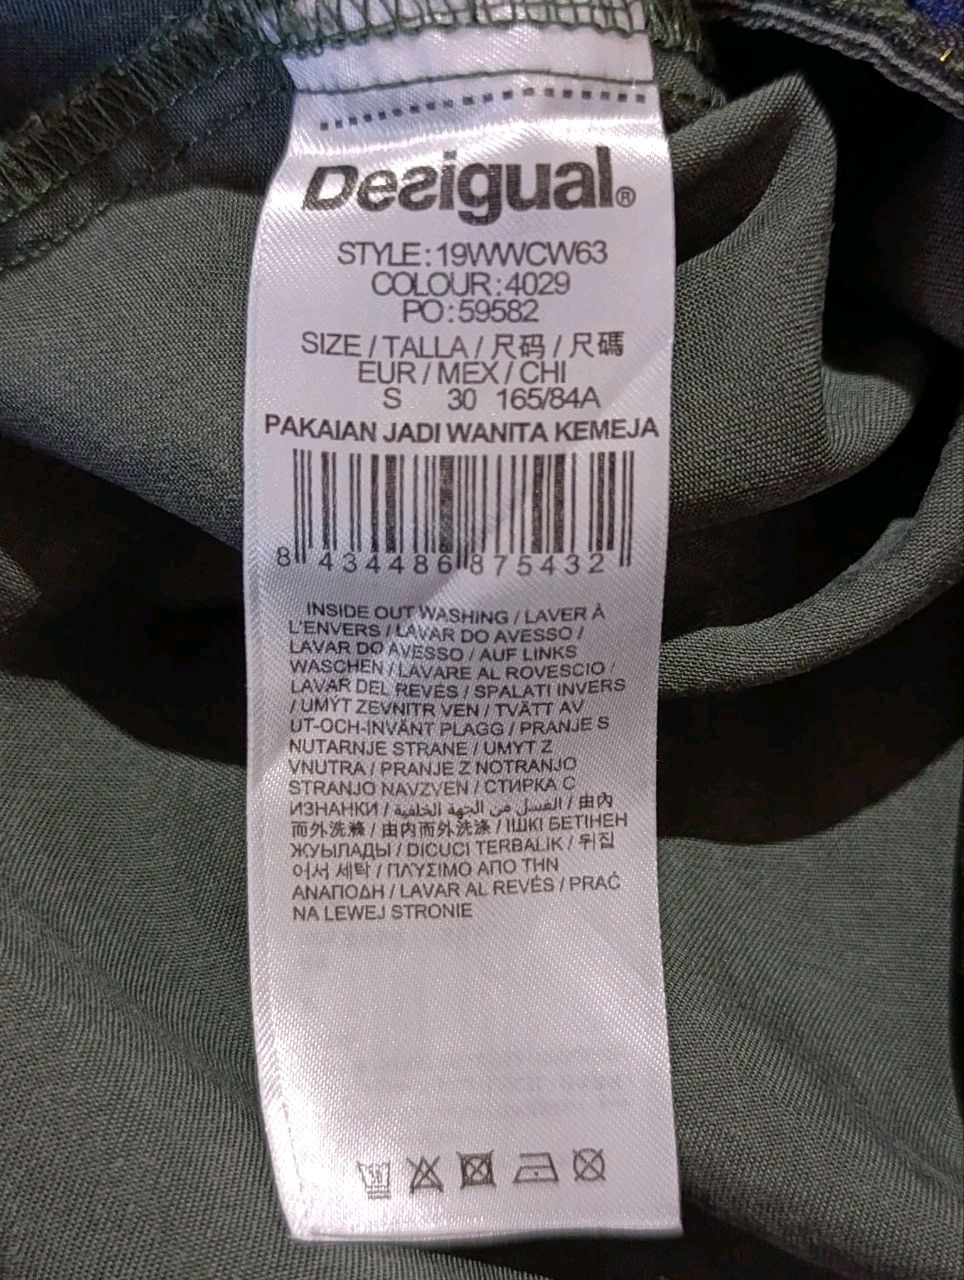 Desigual®
STYLE:19WWCW63
COLOUR:4029
PO:59582
SIZE / TALLA / 尺码 / 尺碼
EUR / MEX / CHI
S 30 165/84A
PAKAIAN JADI WANITA KEMEJA
8 434486 875432
INSIDE OUT WASHING / LAVER À
L'ENVERS / LAVAR DO AVESSO /
LAVAR DO AVESSO / AUF LINKS
WASCHEN / LAVARE AL ROVESCIO /
LAVAR DEL REVÉS / SPALATI INVERS
/ UMÝT ZEVNITR VEN / TVÄTT AV
UT-OCH-INVÄNT PLAGG / PRANJE S
NUTARNJE STRANE / UMYT Z
VNUTRA / PRANJE Z NOTRANJO
STRANJO NAVZVEN / СТИРКА С
ИЗНАНКИ / الغسل من الجهة الخلفية / 由內
而外洗滌 / 由内而外洗涤 / ІШКІ БЕТІНЕН
ЖУЫЛАДЫ / DICUCI TERBALIK / 뒤집
어서 세탁 / ΠΛΥΣΙΜΟ ΑΠΟ ΤΗΝ
ΑΝΑΠΟΔΗ / LAVAR AL REVÉS / PRAĆ
NA LEWEJ STRONIE